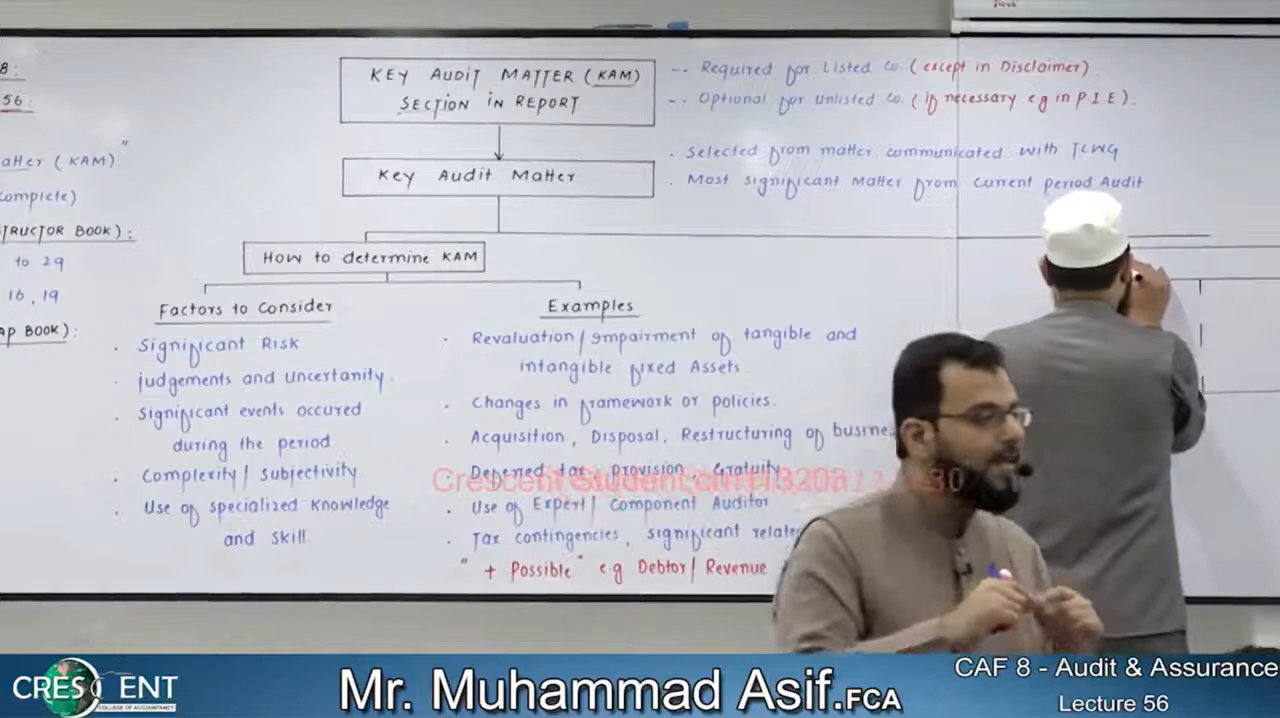 8:
56:
atter (KAM)"
complete)
STRUCTOR BOOK):
to 29
16, 19
AP BOOK):
KEY AUDIT MATTER (KAM)
SECTION IN REPORT
-. Required for Listed Co. (except in Disclaimer)
-. Optional for Unlisted Co. (if necessary eg in P.I.E).
Key Audit Matter
. Selected from matter communicated with TCWG
. Most significant Matter from current period Audit
How to determine KAM
Factors to Consider
. Significant Risk
. judgements and Uncertanity.
. Significant events occured
during the period
. Complexity/ subjectivity.
. Use of specialized Knowledge
and skill.
Examples
. Revaluation/Impairment of tangible and
intangible fixed Assets
. Changes in framework or policies.
. Acquisition, Disposal, Restructuring of busine
. Deferred tax, Provision, Gratuity
. Use of Expert/ Component Auditor
. Tax contingencies, significant relate
"+ Possible" e.g Debtor/ Revenue
Crescent Student
CRESCENT
COLLEGE OF ACCOUNTANCY
Mr. Muhammad Asif.FCA
CAF 8 - Audit & Assurance
Lecture 56